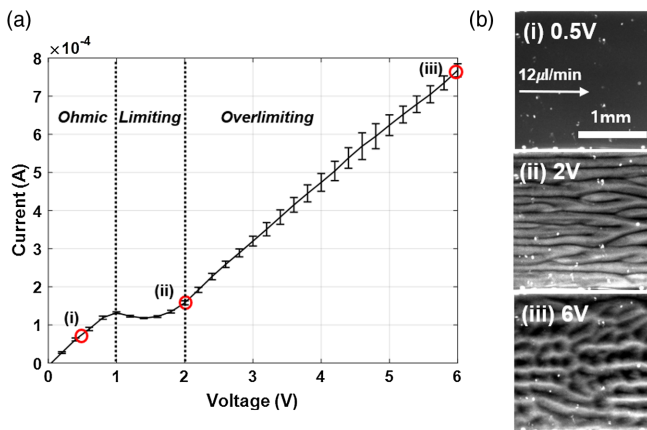 (a)
×10⁻⁴
8
7
6
5
4
3
2
1
0
Current (A)
Ohmic
Limiting
Overlimiting
(i)
(ii)
(iii)
0 1 2 3 4 5 6
Voltage (V)
(b)
(i) 0.5V
12μl/min
1mm
(ii) 2V
(iii) 6V